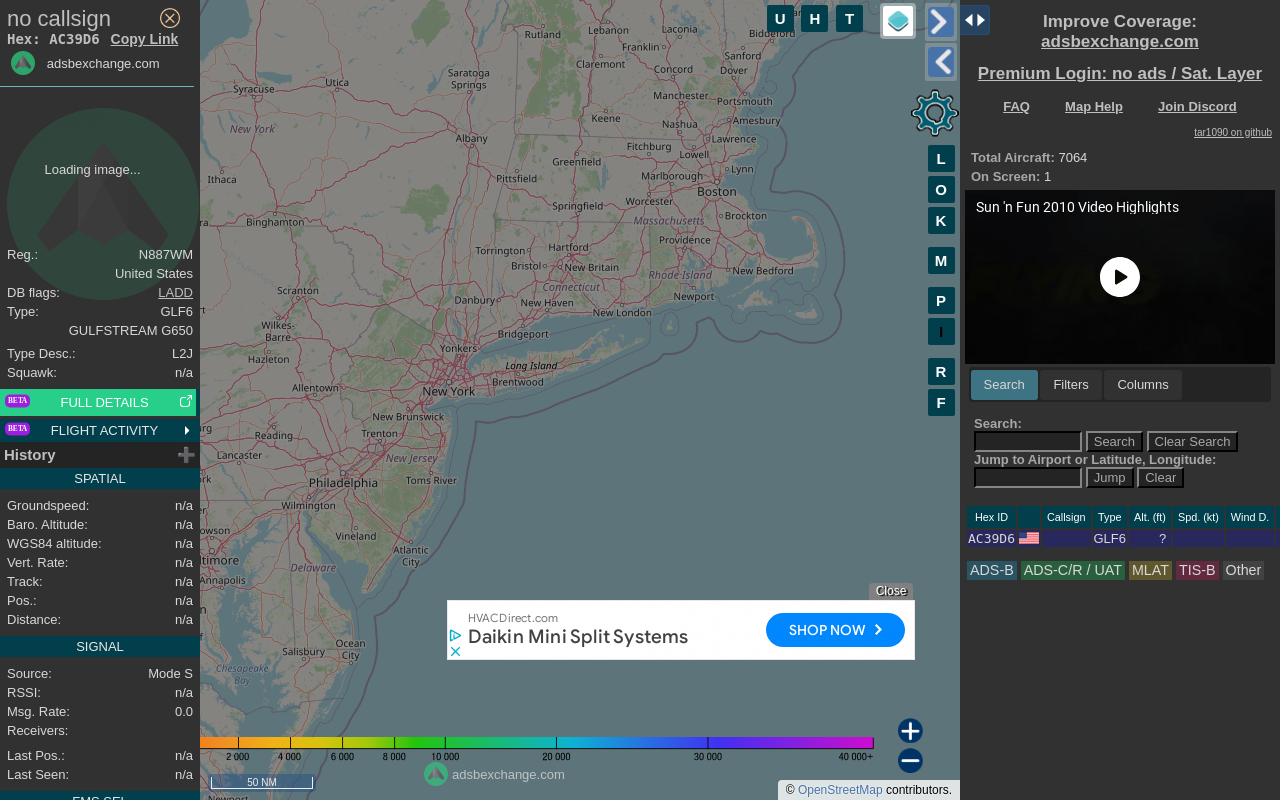 no callsign
Hex: AC39D6 Copy Link
adsbexchange.com
Loading image...
Reg.: N887WM
United States
DB flags: LADD
Type: GLF6
GULFSTREAM G650
Type Desc.: L2J
Squawk: n/a
BETA FULL DETAILS
BETA FLIGHT ACTIVITY
History
SPATIAL
Groundspeed: n/a
Baro. Altitude: n/a
WGS84 altitude: n/a
Vert. Rate: n/a
Track: n/a
Pos.: n/a
Distance: n/a
SIGNAL
Source: Mode S
RSSI: n/a
Msg. Rate: 0.0
Receivers:
Last Pos.: n/a
Last Seen: n/a
U H T
L
O
K
M
P
I
R
F
Rutland
Lebanon
Laconia
Biddeford
Franklin
Sanford
Claremont
Concord
Dover
Saratoga
Springs
Utica
Syracuse
Manchester
Portsmouth
Keene
Nashua
Amesbury
New York
Albany
Fitchburg
Lawrence
Greenfield
Lowell
Lynn
Ithaca
Pittsfield
Marlborough
Boston
Worcester
Springfield
Massachusetts
Brockton
Binghamton
Providence
Torrington
Hartford
Bristol
New Britain
Rhode Island
New Bedford
Connecticut
Newport
Scranton
Danbury
New Haven
New London
Wilkes-
Barre
Bridgeport
Hazleton
Yonkers
Long Island
Allentown
New York
Brentwood
New Brunswick
Reading
Trenton
Lancaster
New Jersey
Philadelphia
Toms River
Wilmington
Vineland
Atlantic
City
Annapolis
Delaware
Ocean
City
Salisbury
Chesapeake
Bay
Newport
Close
HVACDirect.com
Daikin Mini Split Systems
SHOP NOW
2 000 4 000 6 000 8 000 10 000 20 000 30 000 40 000+
50 NM
adsbexchange.com
© OpenStreetMap contributors.
Improve Coverage:
adsbexchange.com
Premium Login: no ads / Sat. Layer
FAQ Map Help Join Discord
tar1090 on github
Total Aircraft: 7064
On Screen: 1
Sun 'n Fun 2010 Video Highlights
Search Filters Columns
Search:
Search Clear Search
Jump to Airport or Latitude, Longitude:
Jump Clear
Hex ID Callsign Type Alt. (ft) Spd. (kt) Wind D.
AC39D6 GLF6 ?
ADS-B ADS-C/R / UAT MLAT TIS-B Other